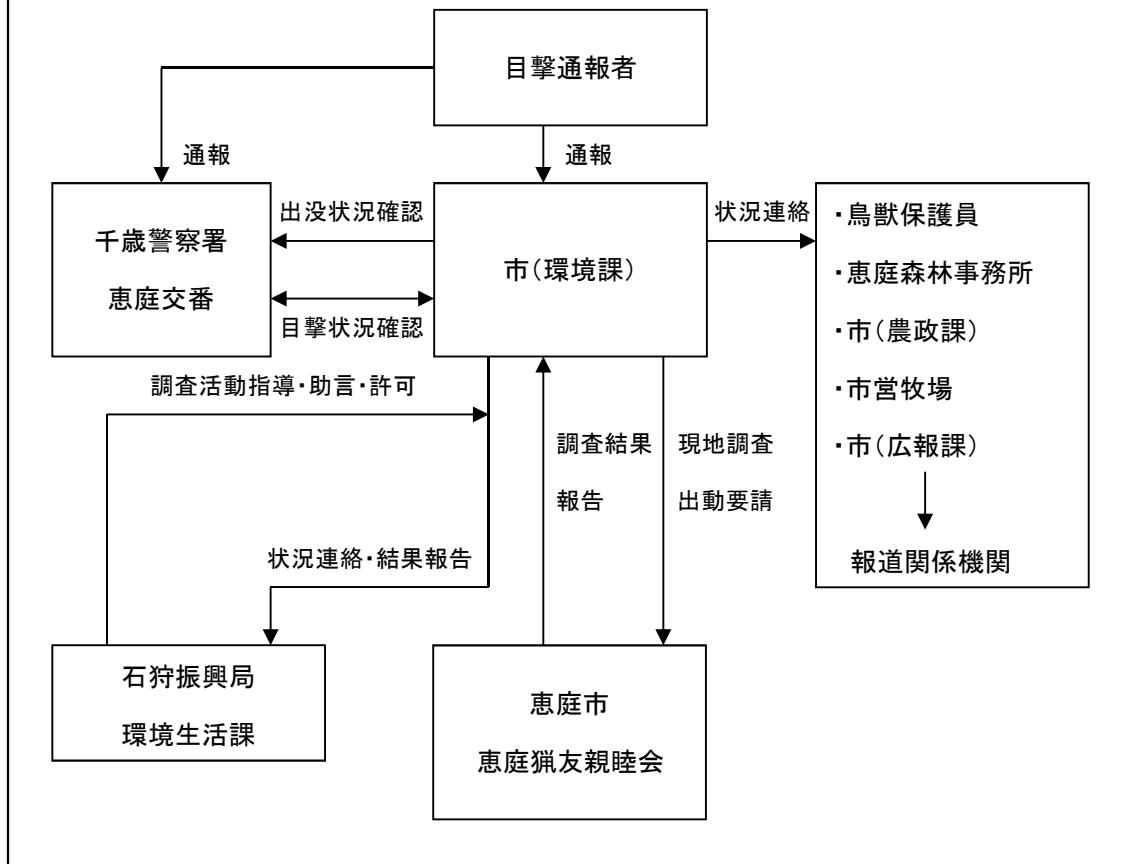 目撃通報者
通報
通報
千歳警察署
恵庭交番
出没状況確認
目撃状況確認
市(環境課)
状況連絡
・鳥獣保護員
・恵庭森林事務所
・市(農政課)
・市営牧場
・市(広報課)
報道関係機関
調査活動指導・助言・許可
調査結果
報告
現地調査
出動要請
状況連絡・結果報告
石狩振興局
環境生活課
恵庭市
恵庭猟友親睦会